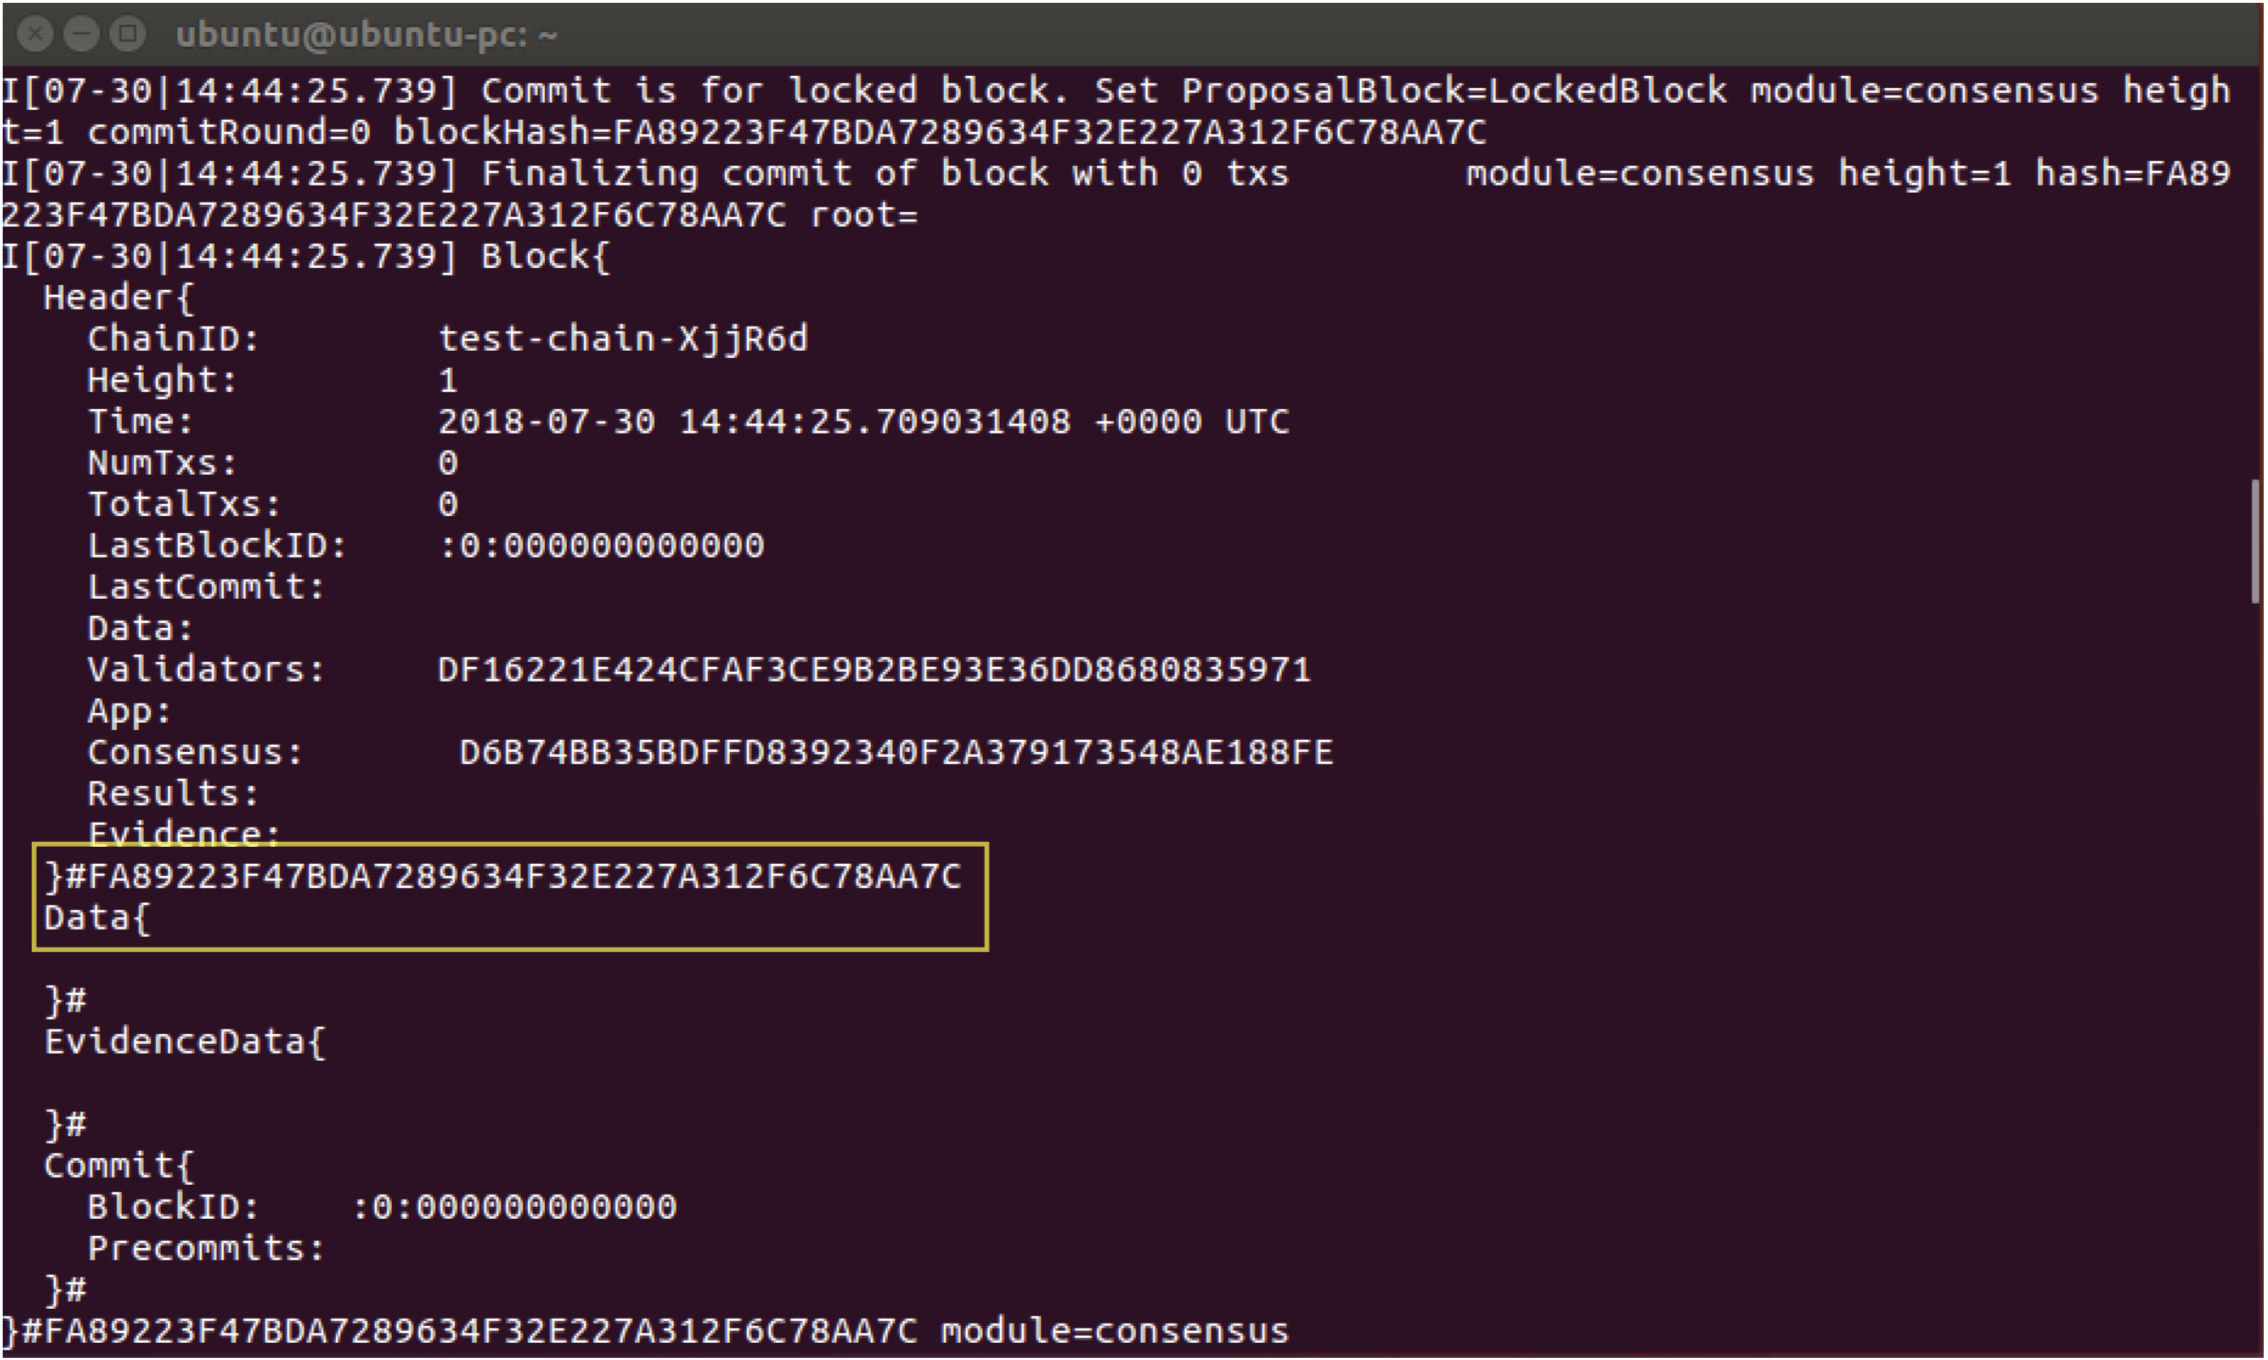 ubuntu@ubuntu-pc: ~
I[07-30|14:44:25.739] Commit is for locked block. Set ProposalBlock=LockedBlock module=consensus heigh
t=1 commitRound=0 blockHash=FA89223F47BDA7289634F32E227A312F6C78AA7C
I[07-30|14:44:25.739] Finalizing commit of block with 0 txs        module=consensus height=1 hash=FA89
223F47BDA7289634F32E227A312F6C78AA7C root=
I[07-30|14:44:25.739] Block{
  Header{
    ChainID:        test-chain-XjjR6d
    Height:         1
    Time:           2018-07-30 14:44:25.709031408 +0000 UTC
    NumTxs:         0
    TotalTxs:       0
    LastBlockID:    :0:000000000000
    LastCommit:
    Data:
    Validators:     DF16221E424CFAF3CE9B2BE93E36DD8680835971
    App:
    Consensus:       D6B74BB35BDFFD8392340F2A379173548AE188FE
    Results:
    Evidence:
  }#FA89223F47BDA7289634F32E227A312F6C78AA7C
  Data{
  }#
  EvidenceData{
  }#
  Commit{
    BlockID:    :0:000000000000
    Precommits:
  }#
}#FA89223F47BDA7289634F32E227A312F6C78AA7C module=consensus